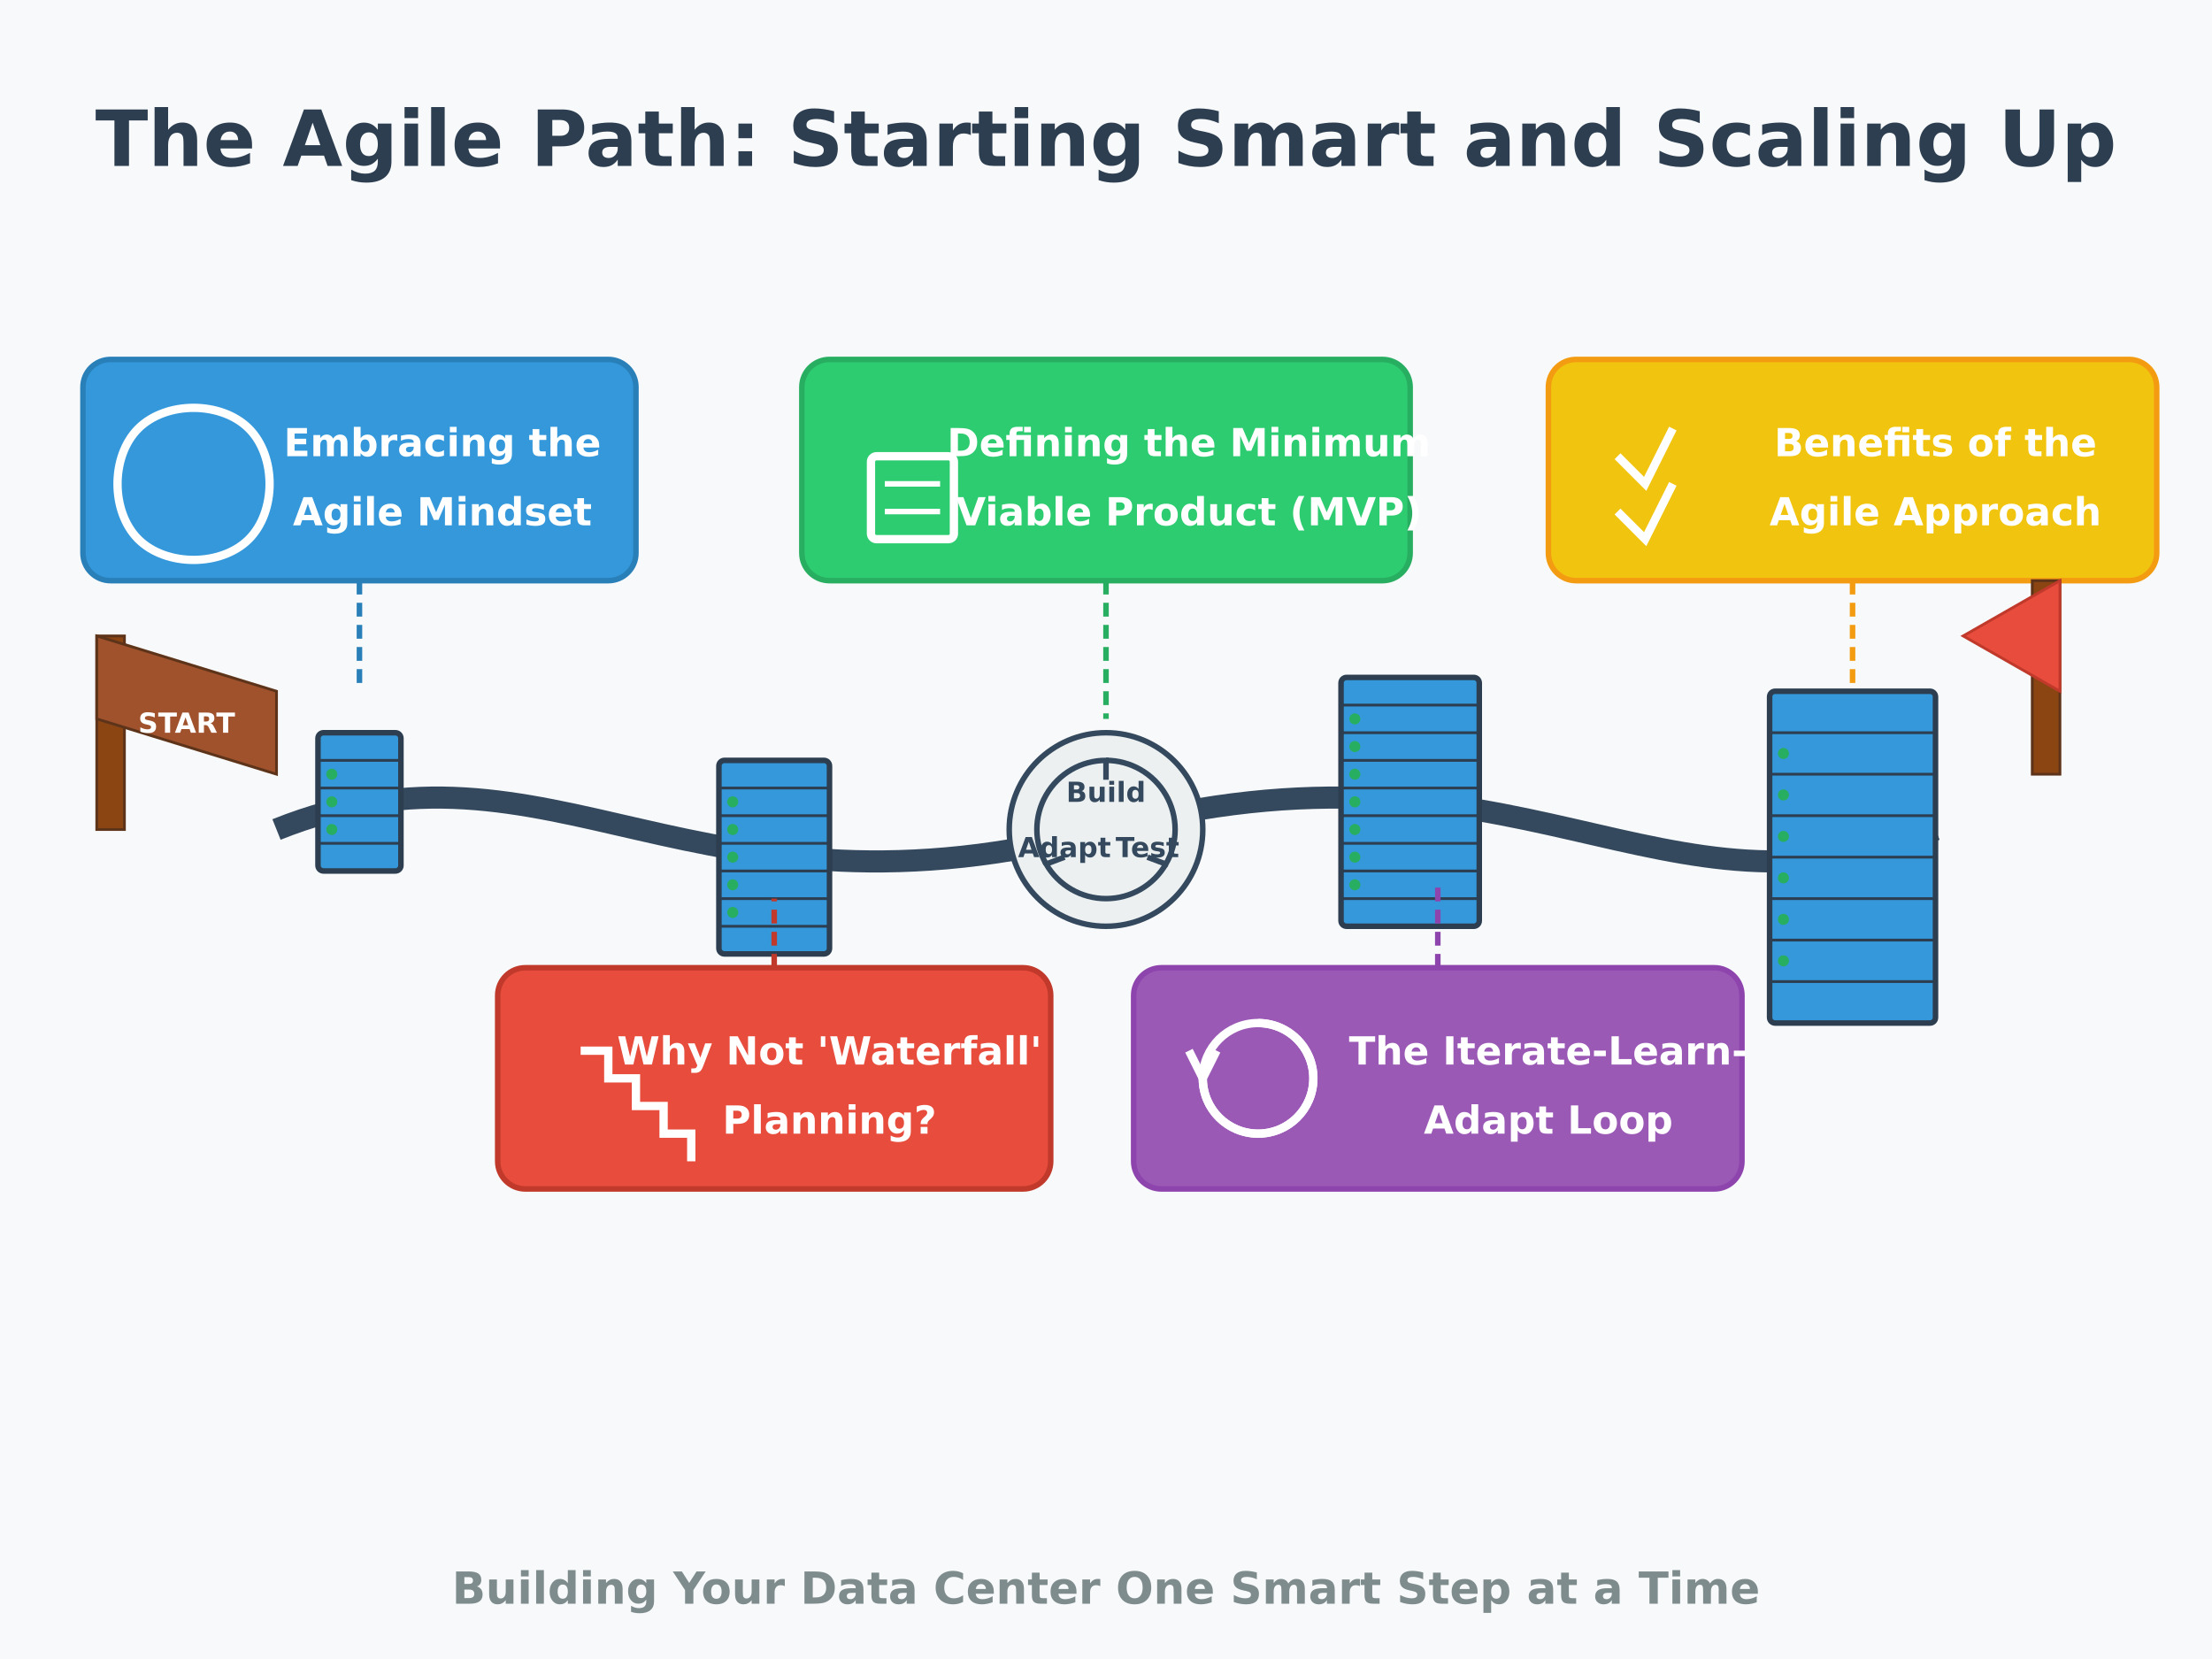 The Agile Path: Starting Smart and Scaling Up
Embracing the
Agile Mindset
Defining the Minimum
Viable Product (MVP)
Benefits of the
Agile Approach
START
Build
Adapt Test
Why Not 'Waterfall'
Planning?
The Iterate-Learn-
Adapt Loop
Building Your Data Center One Smart Step at a Time